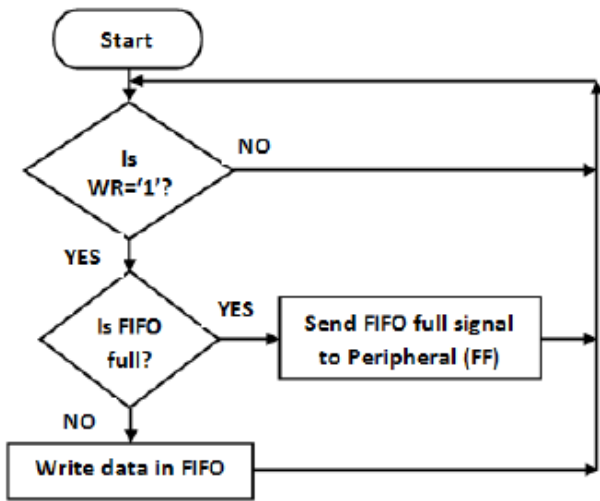 Start
Is
WR=‘1’?
NO
YES
Is FIFO
full?
YES
Send FIFO full signal
to Peripheral (FF)
NO
Write data in FIFO